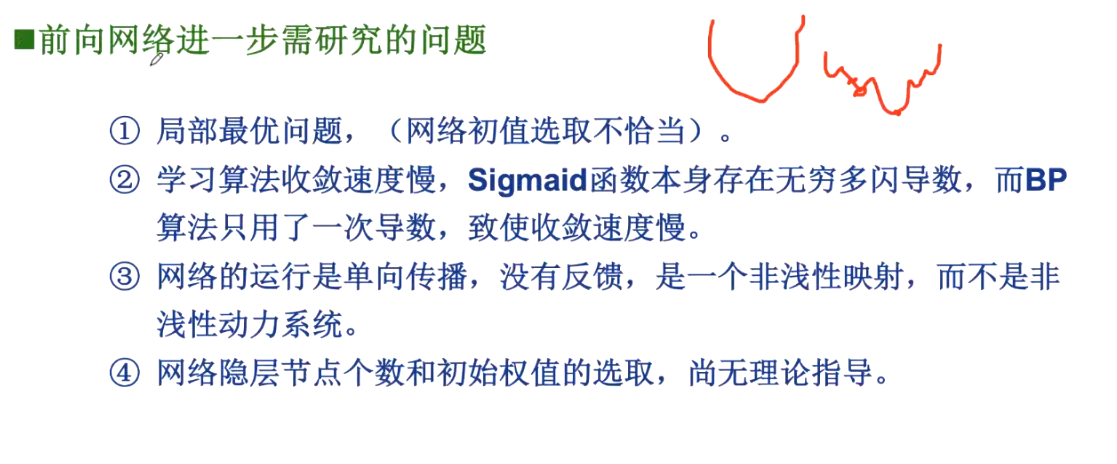 ■前向网络进一步需研究的问题
① 局部最优问题，（网络初值选取不恰当）。
② 学习算法收敛速度慢，Sigmaid函数本身存在无穷多闪导数，而BP
算法只用了一次导数，致使收敛速度慢。
③ 网络的运行是单向传播，没有反馈，是一个非浅性映射，而不是非
浅性动力系统。
④ 网络隐层节点个数和初始权值的选取，尚无理论指导。